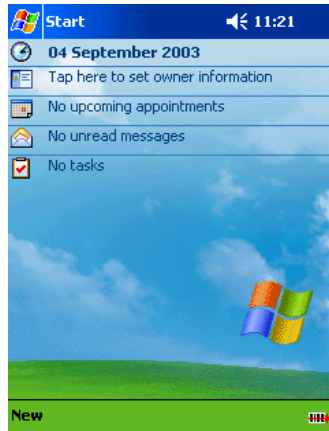 Start 11:21
04 September 2003
Tap here to set owner information
No upcoming appointments
No unread messages
No tasks
New